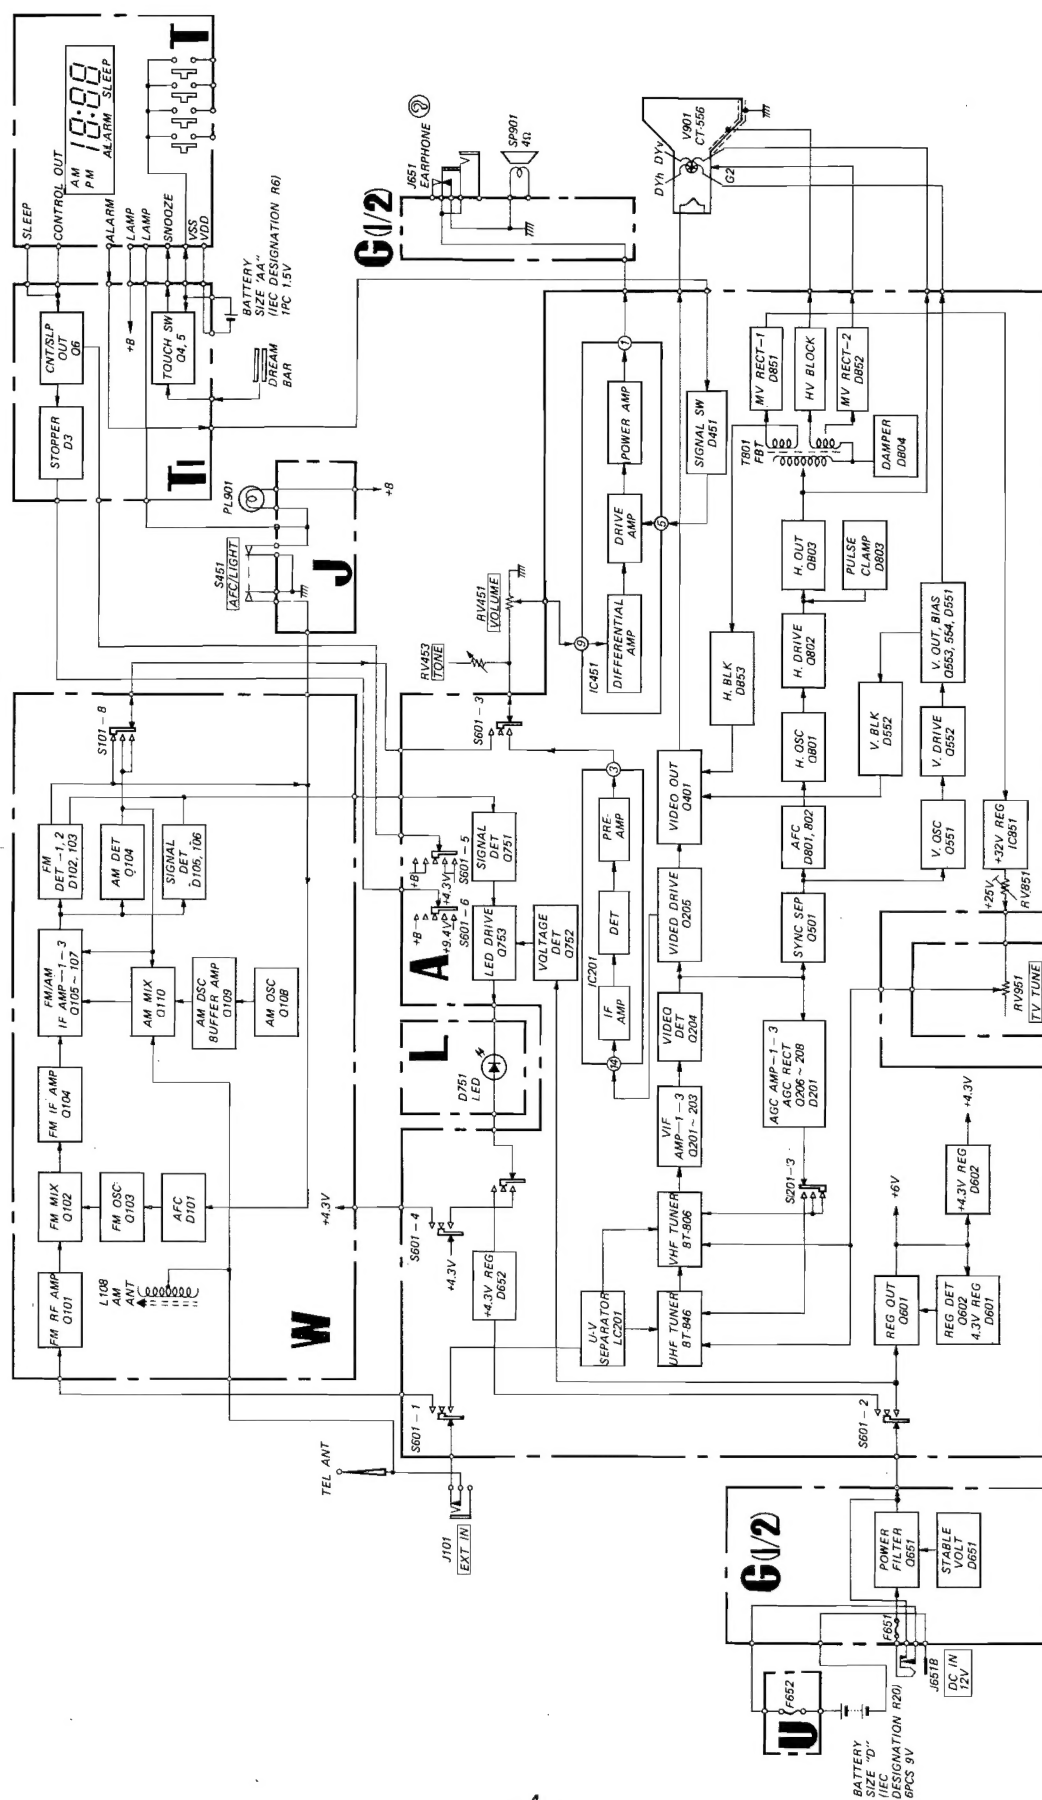 W
FM RF AMP
Q101
FM MIX
Q102
FM IF AMP
Q104
FM/AM
IF AMP-1-3
Q105~107
FM
DET-1, 2
D102, 103
L108
AM
ANT
AFC
D101
FM OSC
Q103
AM MIX
Q110
AM DET
Q104
SIGNAL
DET
D105, 106
AM OSC
BUFFER AMP
Q109
AM OSC
Q108
S101-8
+4.3V
STOPPER
D3
CNT/SLP
OUT
Q6
+B
TOUCH SW
Q4, 5
T1
SLEEP
CONTROL OUT
ALARM
LAMP
LAMP
SNOOZE
VSS
VDD
AM
PM
18:88
ALARM SLEEP
T
BATTERY
SIZE "AA"
(IEC DESIGNATION R6)
1PC 1.5V
DREAM
BAR
PL901
S451
AFC/LIGHT
J
+B
TEL ANT
J101
EXT IN
S601-1
S601-4
+4.3V
+4.3V REG
D652
L
D751
LED
A
+B
+9.4V
S601-6
+B
+4.3V
S601-5
LED DRIVE
Q753
SIGNAL
DET
Q751
VOLTAGE
DET
Q752
RV453
TONE
RV451
VOLUME
S601-3
G(1/2)
J651
EARPHONE
SP901
4Ω
IC451
9
DIFFERENTIAL
AMP
DRIVE
AMP
POWER AMP
1
5
IC201
14
IF
AMP
DET
PRE-
AMP
3
SIGNAL SW
D451
U-V
SEPARATOR
LC201
UHF TUNER
BT-846
VHF TUNER
BT-806
VIF
AMP-1-3
Q201~203
VIDEO
DET
Q204
VIDEO DRIVE
Q205
VIDEO OUT
Q401
H. BLK
D853
S201-3
AGC AMP-1-3
AGC RECT
Q206~208
D201
SYNC SEP
Q501
AFC
D801, 802
H. OSC
Q801
H. DRIVE
Q802
H. OUT
Q803
PULSE
CLAMP
D803
T801
FBT
DAMPER
D804
MV RECT-1
D851
HV BLOCK
MV RECT-2
D852
DYh DYv
V901
CT-556
G2
V. BLK
D552
V. OSC
Q551
V. DRIVE
Q552
V. OUT, BIAS
Q553, 554, D551
+32V REG
IC851
+25V
RV851
RV951
TV TUNE
S601-2
REG OUT
Q601
+6V
REG DET
Q602
4.3V REG
D601
+4.3V REG
D602
+4.3V
G(1/2)
POWER
FILTER
Q651
STABLE
VOLT
D651
F651
J651B
DC IN
12V
U
F652
BATTERY
SIZE "D"
(IEC
DESIGNATION R20)
6PCS 9V